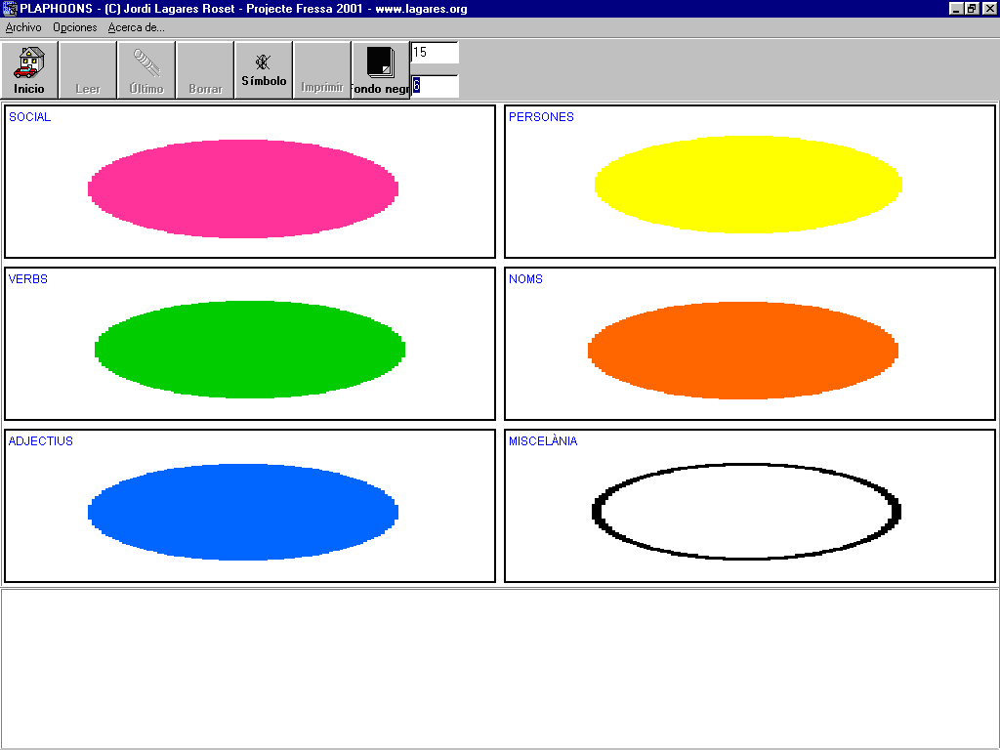 PLAPHOONS - (C) Jordi Lagares Roset - Projecte Fressa 2001 - www.lagares.org
Archivo Opciones Acerca de...
Inicio Leer Último Borrar Símbolo Imprimir Fondo negr
15
6
SOCIAL PERSONES
VERBS NOMS
ADJECTIUS MISCELÀNIA